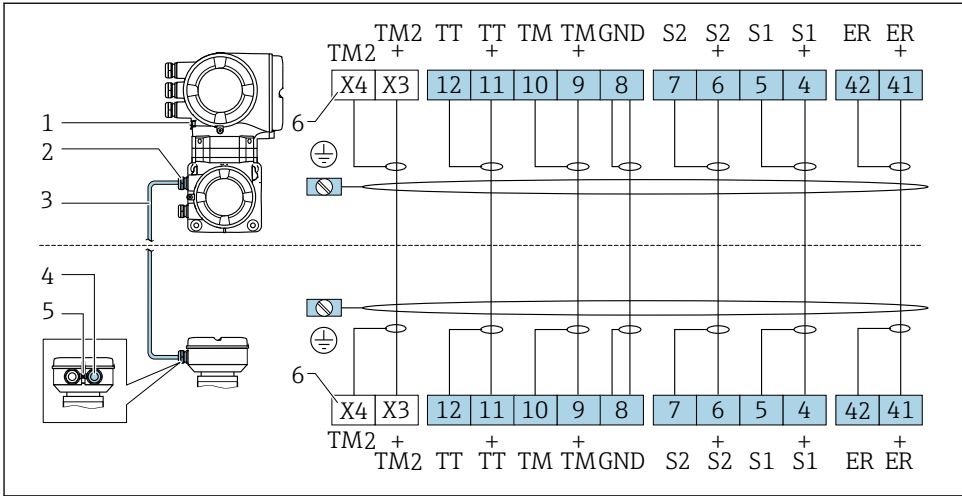 TM2 TT TT TM TM GND S2 S2 S1 S1 ER ER
TM2 + + + + + +
X4 X3 12 11 10 9 8 7 6 5 4 42 41
1
2
3
6
4
5
6
X4 X3 12 11 10 9 8 7 6 5 4 42 41
TM2 + + + + + +
TM2 TT TT TM TM GND S2 S2 S1 S1 ER ER